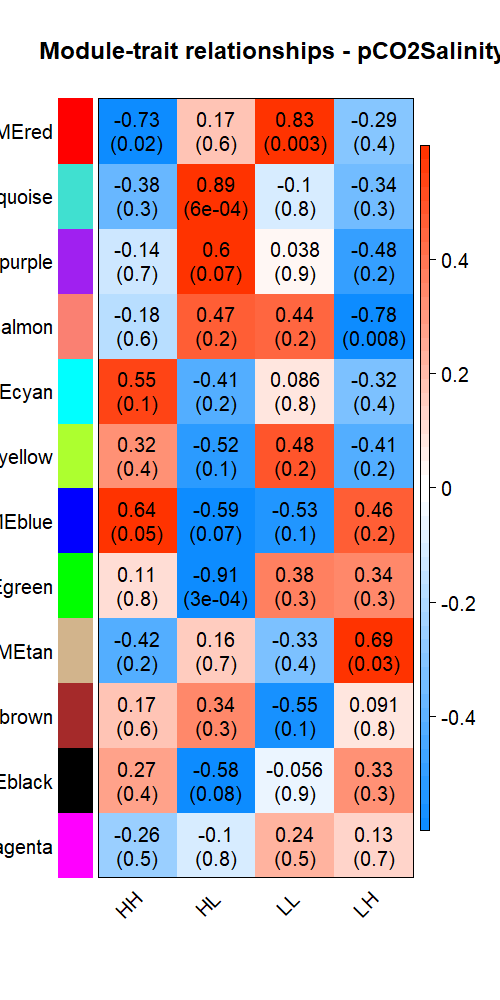 Module-trait relationships - pCO2Salinity
MEred -0.73 0.17 0.83 -0.29
(0.02) (0.6) (0.003) (0.4)
quoise -0.38 0.89 -0.1 -0.34
(0.3) (6e-04) (0.8) (0.3)
purple -0.14 0.6 0.038 -0.48
(0.7) (0.07) (0.9) (0.2)
almon -0.18 0.47 0.44 -0.78
(0.6) (0.2) (0.2) (0.008)
Ecyan 0.55 -0.41 0.086 -0.32
(0.1) (0.2) (0.8) (0.4)
yellow 0.32 -0.52 0.48 -0.41
(0.4) (0.1) (0.2) (0.2)
MEblue 0.64 -0.59 -0.53 0.46
(0.05) (0.07) (0.1) (0.2)
Egreen 0.11 -0.91 0.38 0.34
(0.8) (3e-04) (0.3) (0.3)
MEtan -0.42 0.16 -0.33 0.69
(0.2) (0.7) (0.4) (0.03)
brown 0.17 0.34 -0.55 0.091
(0.6) (0.3) (0.1) (0.8)
Eblack 0.27 -0.58 -0.056 0.33
(0.4) (0.08) (0.9) (0.3)
agenta -0.26 -0.1 0.24 0.13
(0.5) (0.8) (0.5) (0.7)
HH HL LL LH
0.4
0.2
0
-0.2
-0.4